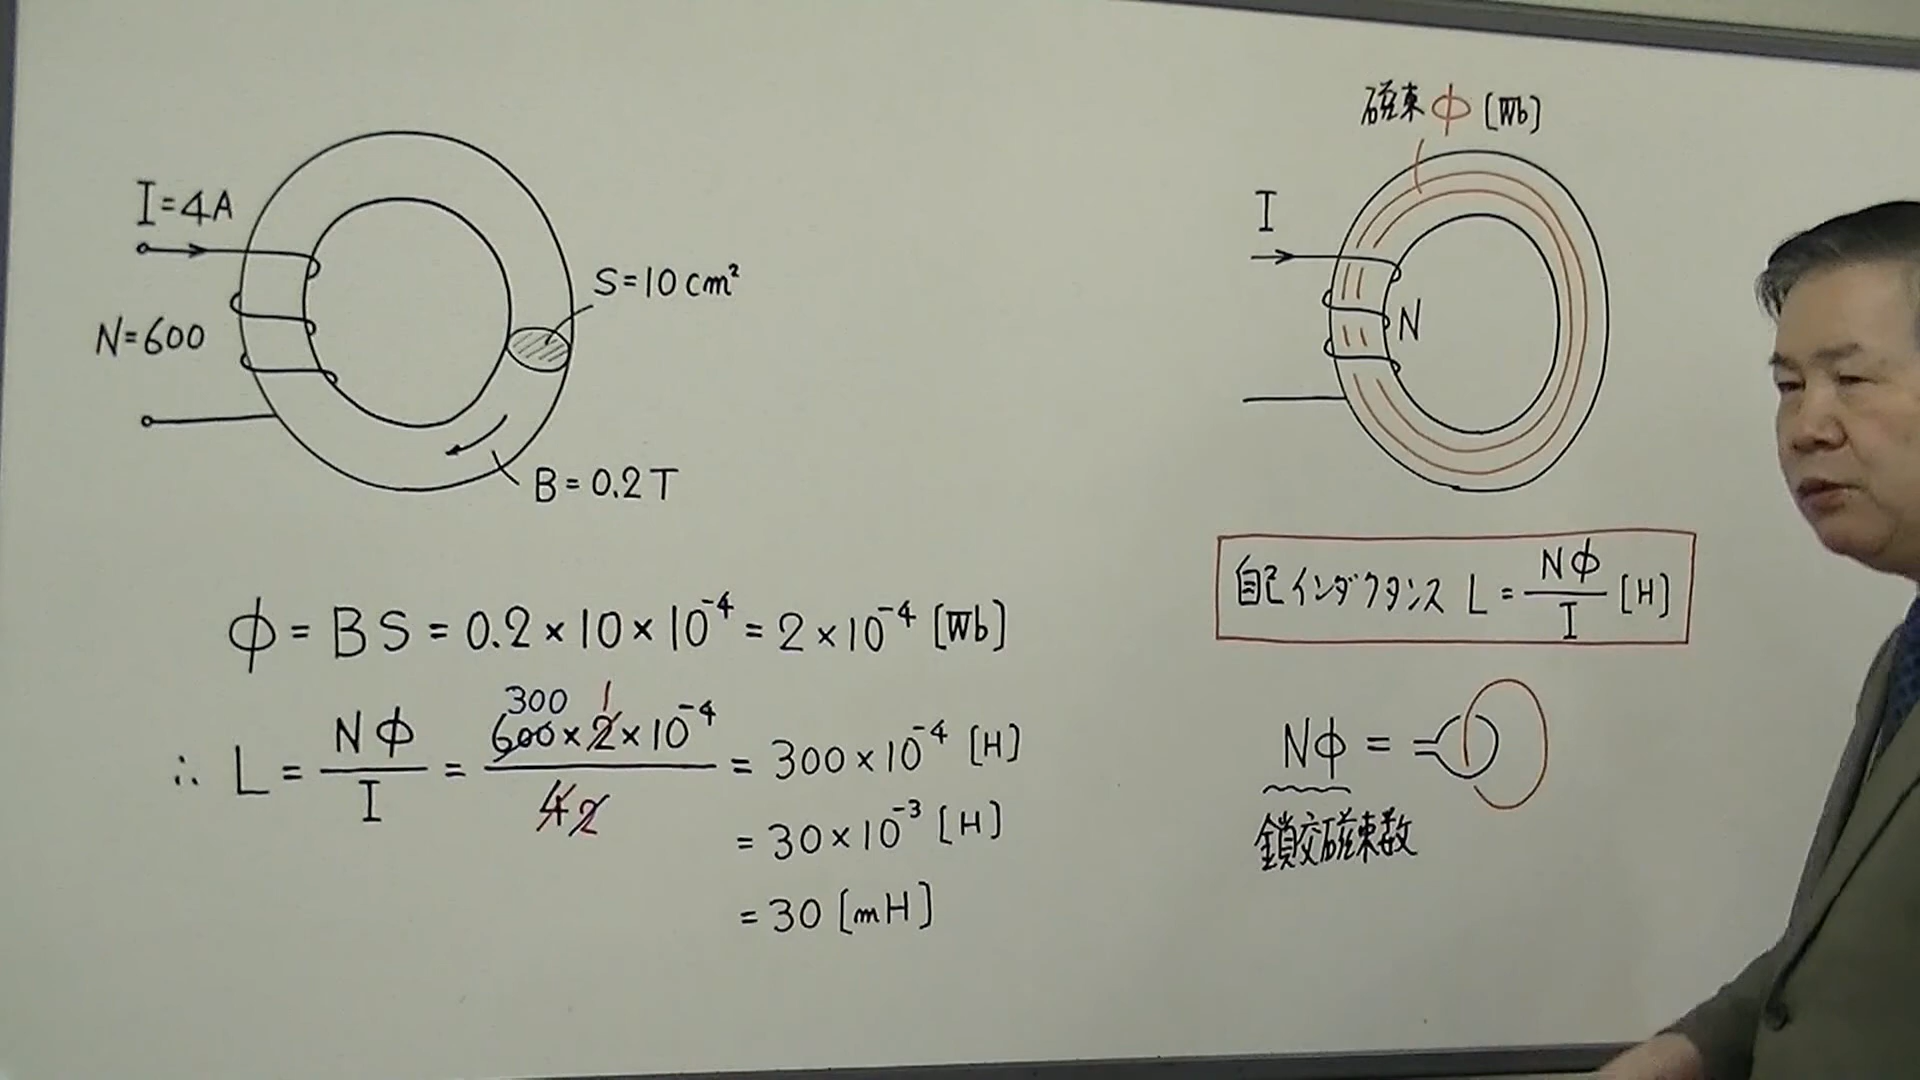 I=4A
N=600
S=10cm²
B=0.2T
φ=BS=0.2×10×10⁻⁴=2×10⁻⁴[Wb]
300 1
∴ L = Nφ/I = 600×2×10⁻⁴/4 2 = 300×10⁻⁴[H]
=30×10⁻³[H]
=30[mH]
磁束φ[Wb]
I
N
自己インダクタンス L = Nφ/I [H]
Nφ =
鎖交磁束数